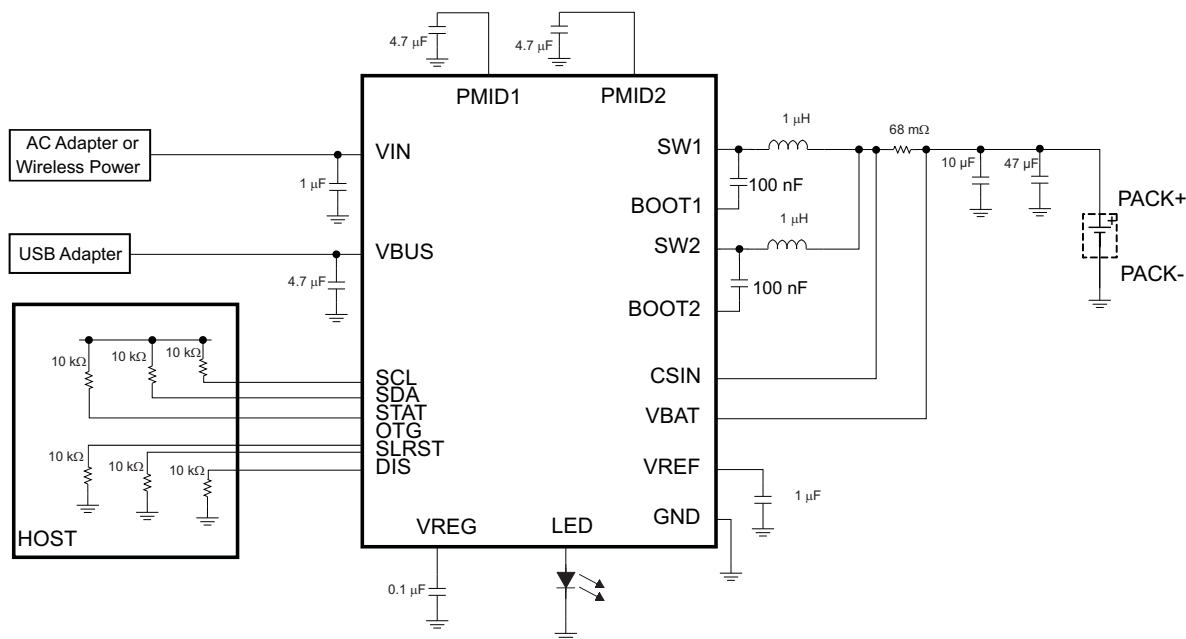 4.7 μF
4.7 μF
PMID1
PMID2
AC Adapter or
Wireless Power
VIN
1 μF
USB Adapter
VBUS
4.7 μF
SW1
1 μH
68 mΩ
100 nF
BOOT1
1 μH
SW2
100 nF
BOOT2
10 μF
47 μF
PACK+
+
PACK-
10 kΩ
10 kΩ
10 kΩ
SCL
SDA
STAT
OTG
SLRST
DIS
10 kΩ
10 kΩ
10 kΩ
HOST
CSIN
VBAT
VREF
1 μF
GND
VREG
LED
0.1 μF